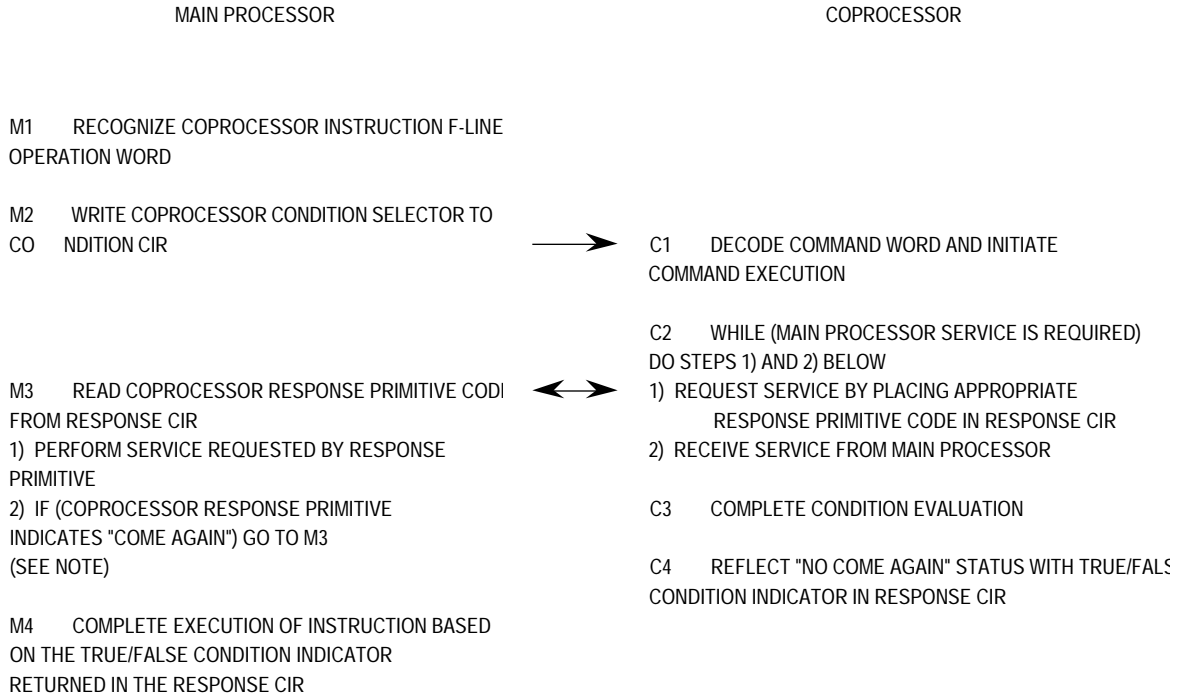 MAIN PROCESSOR
COPROCESSOR
M1 RECOGNIZE COPROCESSOR INSTRUCTION F-LINE
OPERATION WORD
M2 WRITE COPROCESSOR CONDITION SELECTOR TO
CO NDITION CIR
C1 DECODE COMMAND WORD AND INITIATE
COMMAND EXECUTION
C2 WHILE (MAIN PROCESSOR SERVICE IS REQUIRED)
DO STEPS 1) AND 2) BELOW
M3 READ COPROCESSOR RESPONSE PRIMITIVE COD
FROM RESPONSE CIR
1) PERFORM SERVICE REQUESTED BY RESPONSE
PRIMITIVE
2) IF (COPROCESSOR RESPONSE PRIMITIVE
INDICATES "COME AGAIN") GO TO M3
(SEE NOTE)
1) REQUEST SERVICE BY PLACING APPROPRIATE
RESPONSE PRIMITIVE CODE IN RESPONSE CIR
2) RECEIVE SERVICE FROM MAIN PROCESSOR
C3 COMPLETE CONDITION EVALUATION
C4 REFLECT "NO COME AGAIN" STATUS WITH TRUE/FALS
CONDITION INDICATOR IN RESPONSE CIR
M4 COMPLETE EXECUTION OF INSTRUCTION BASED
ON THE TRUE/FALSE CONDITION INDICATOR
RETURNED IN THE RESPONSE CIR